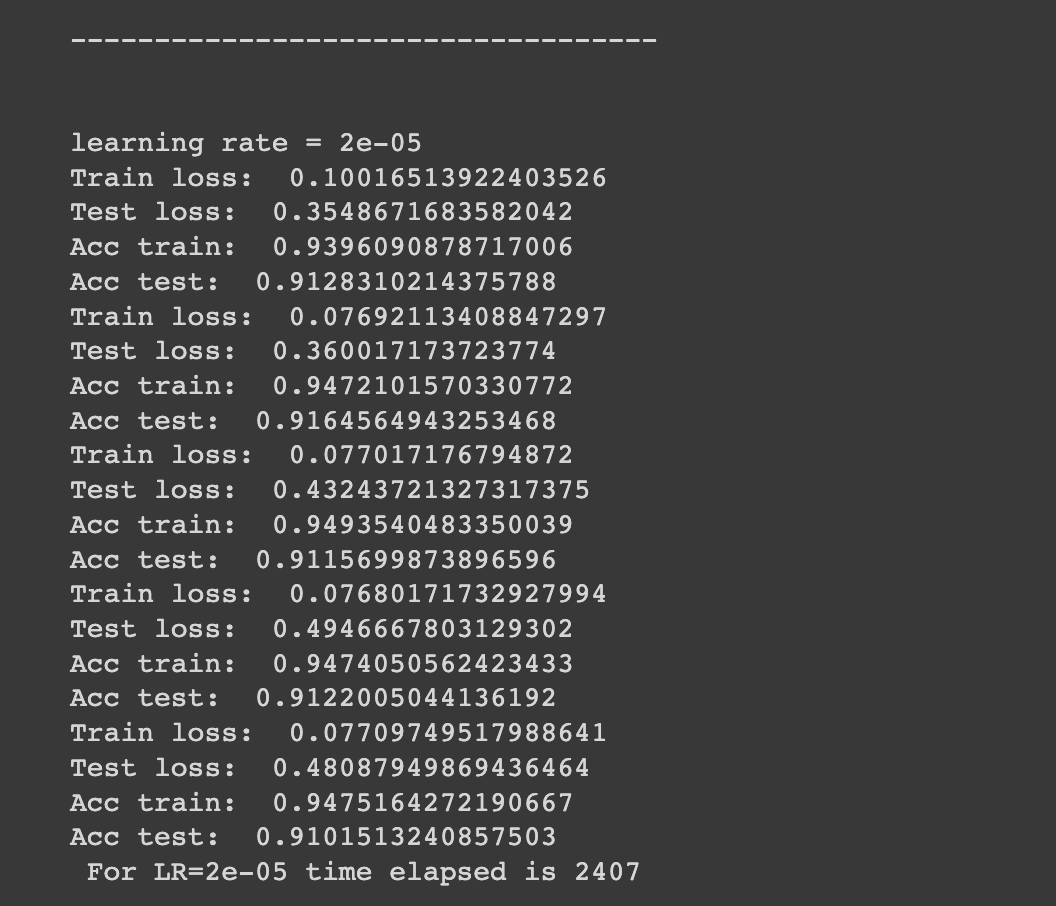 -----------------------------------
learning rate = 2e-05
Train loss:  0.10016513922403526
Test loss:  0.3548671683582042
Acc train:  0.9396090878717006
Acc test:  0.9128310214375788
Train loss:  0.07692113408847297
Test loss:  0.360017173723774
Acc train:  0.9472101570330772
Acc test:  0.9164564943253468
Train loss:  0.077017176794872
Test loss:  0.43243721327317375
Acc train:  0.9493540483350039
Acc test:  0.9115699873896596
Train loss:  0.07680171732927994
Test loss:  0.4946667803129302
Acc train:  0.9474050562423433
Acc test:  0.9122005044136192
Train loss:  0.07709749517988641
Test loss:  0.48087949869436464
Acc train:  0.9475164272190667
Acc test:  0.9101513240857503
 For LR=2e-05 time elapsed is 2407